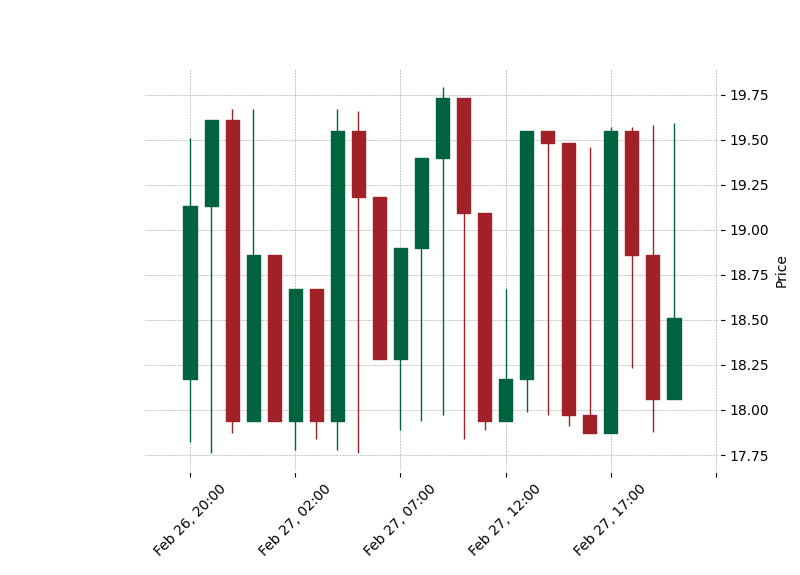 19.75
19.50
19.25
19.00
18.75
18.50
18.25
18.00
17.75
Price
Feb 26, 20:00
Feb 27, 02:00
Feb 27, 07:00
Feb 27, 12:00
Feb 27, 17:00